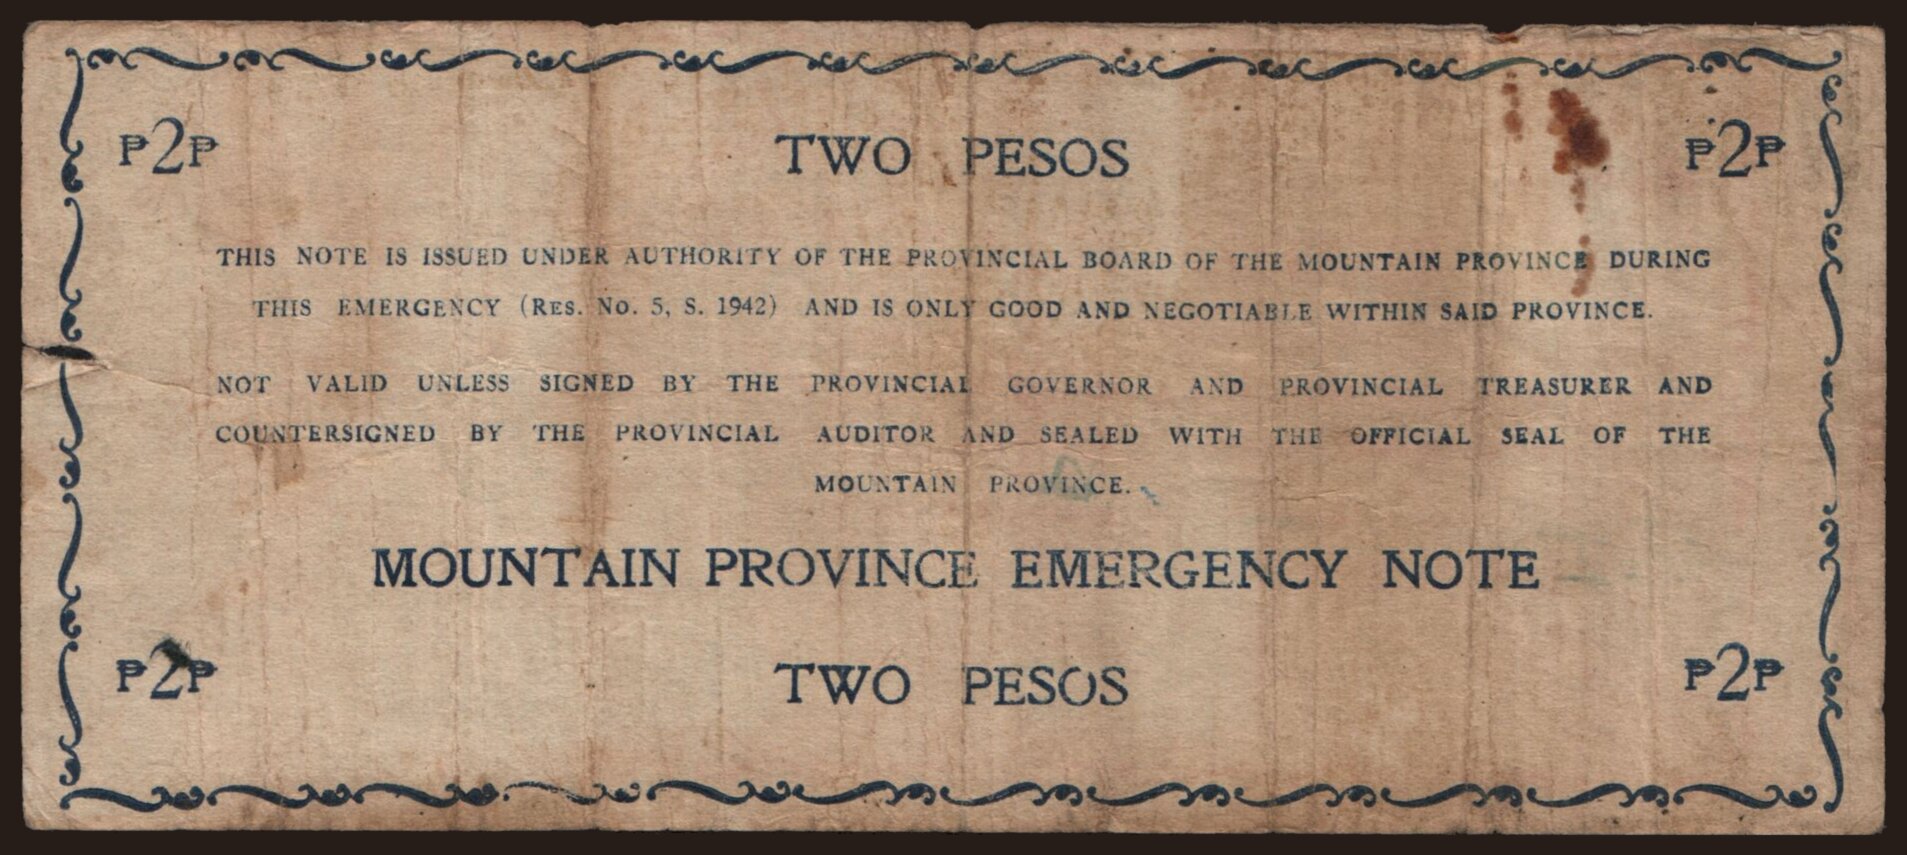 ₱2₱ TWO PESOS ₱2₱
THIS NOTE IS ISSUED UNDER AUTHORITY OF THE PROVINCIAL BOARD OF THE MOUNTAIN PROVINCE DURING
THIS EMERGENCY (RES. NO. 5, S. 1942) AND IS ONLY GOOD AND NEGOTIABLE WITHIN SAID PROVINCE.
NOT VALID UNLESS SIGNED BY THE PROVINCIAL GOVERNOR AND PROVINCIAL TREASURER AND
COUNTERSIGNED BY THE PROVINCIAL AUDITOR AND SEALED WITH THE OFFICIAL SEAL OF THE
MOUNTAIN PROVINCE.
MOUNTAIN PROVINCE EMERGENCY NOTE
₱2₱ TWO PESOS ₱2₱